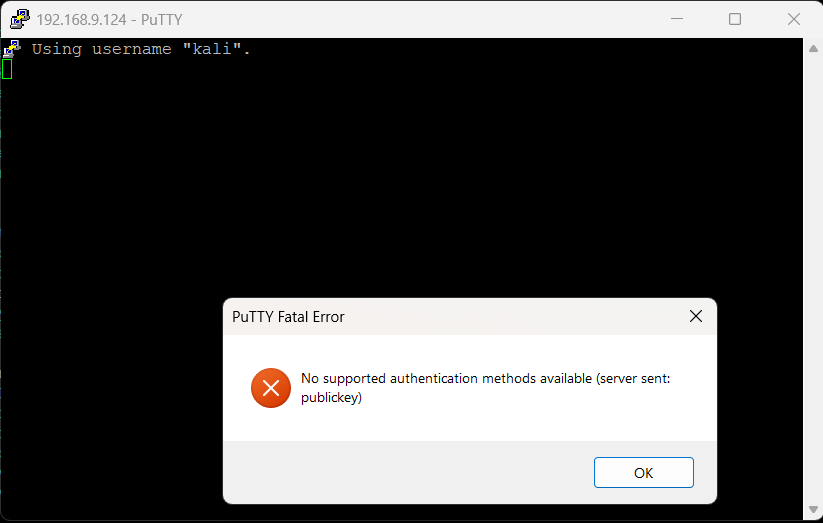 192.168.9.124 - PuTTY
Using username "kali".
PuTTY Fatal Error
No supported authentication methods available (server sent:
publickey)
OK